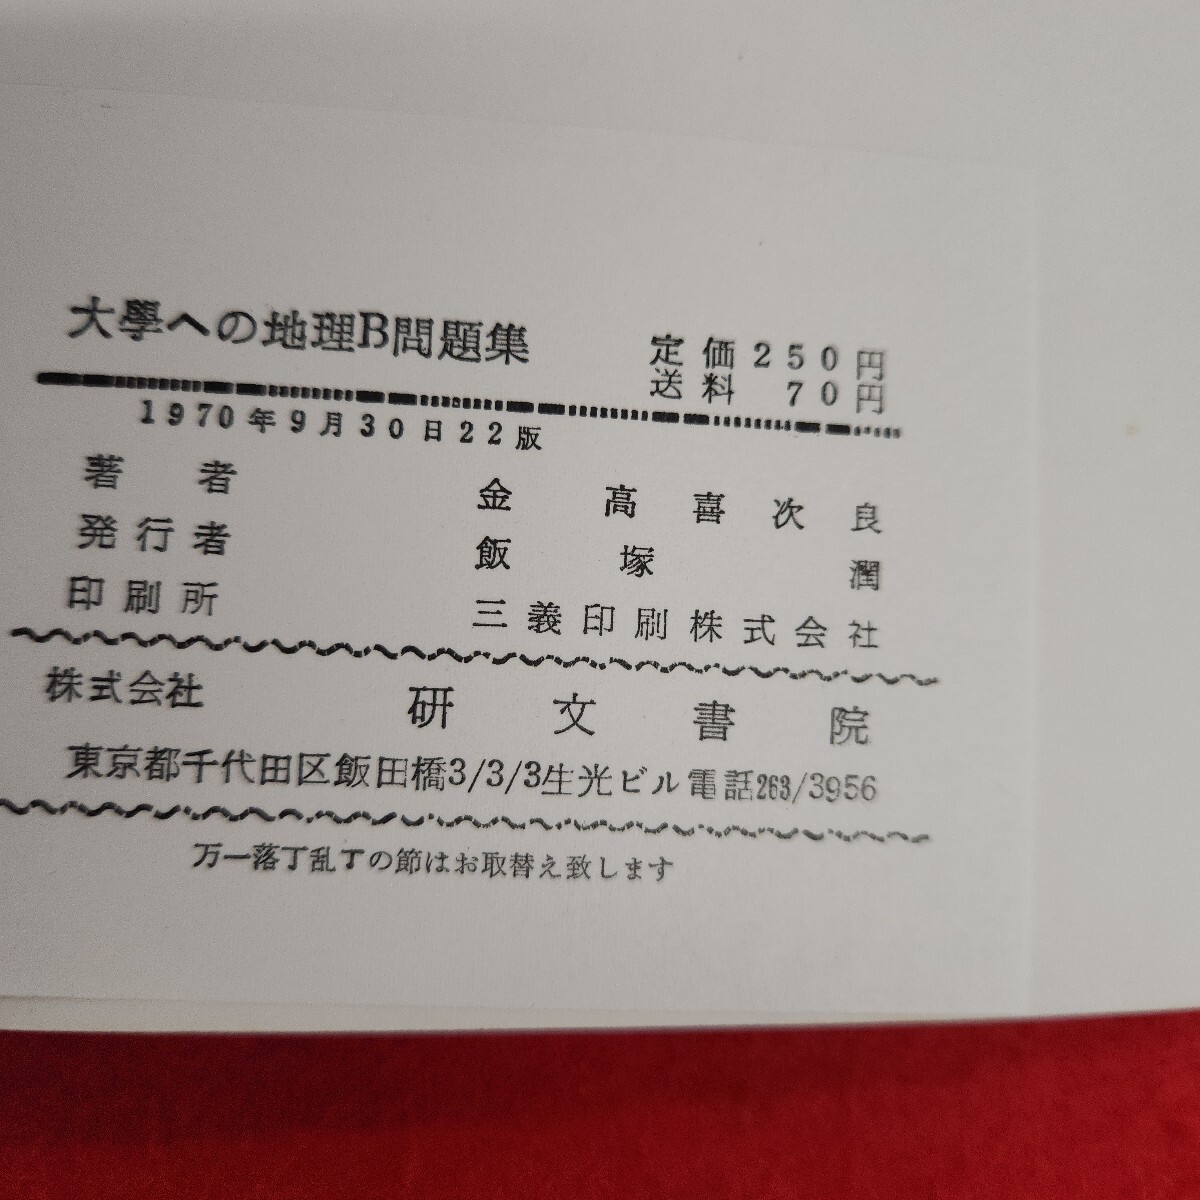 大學への地理B問題集
定価250円
送料 70円
1970年9月30日22版
著者 金高喜次良
発行者 飯塚潤
印刷所 三義印刷株式会社
株式会社 研文書院
東京都千代田区飯田橋3/3/3生光ビル電話263/3956
万一落丁乱丁の節はお取替え致します